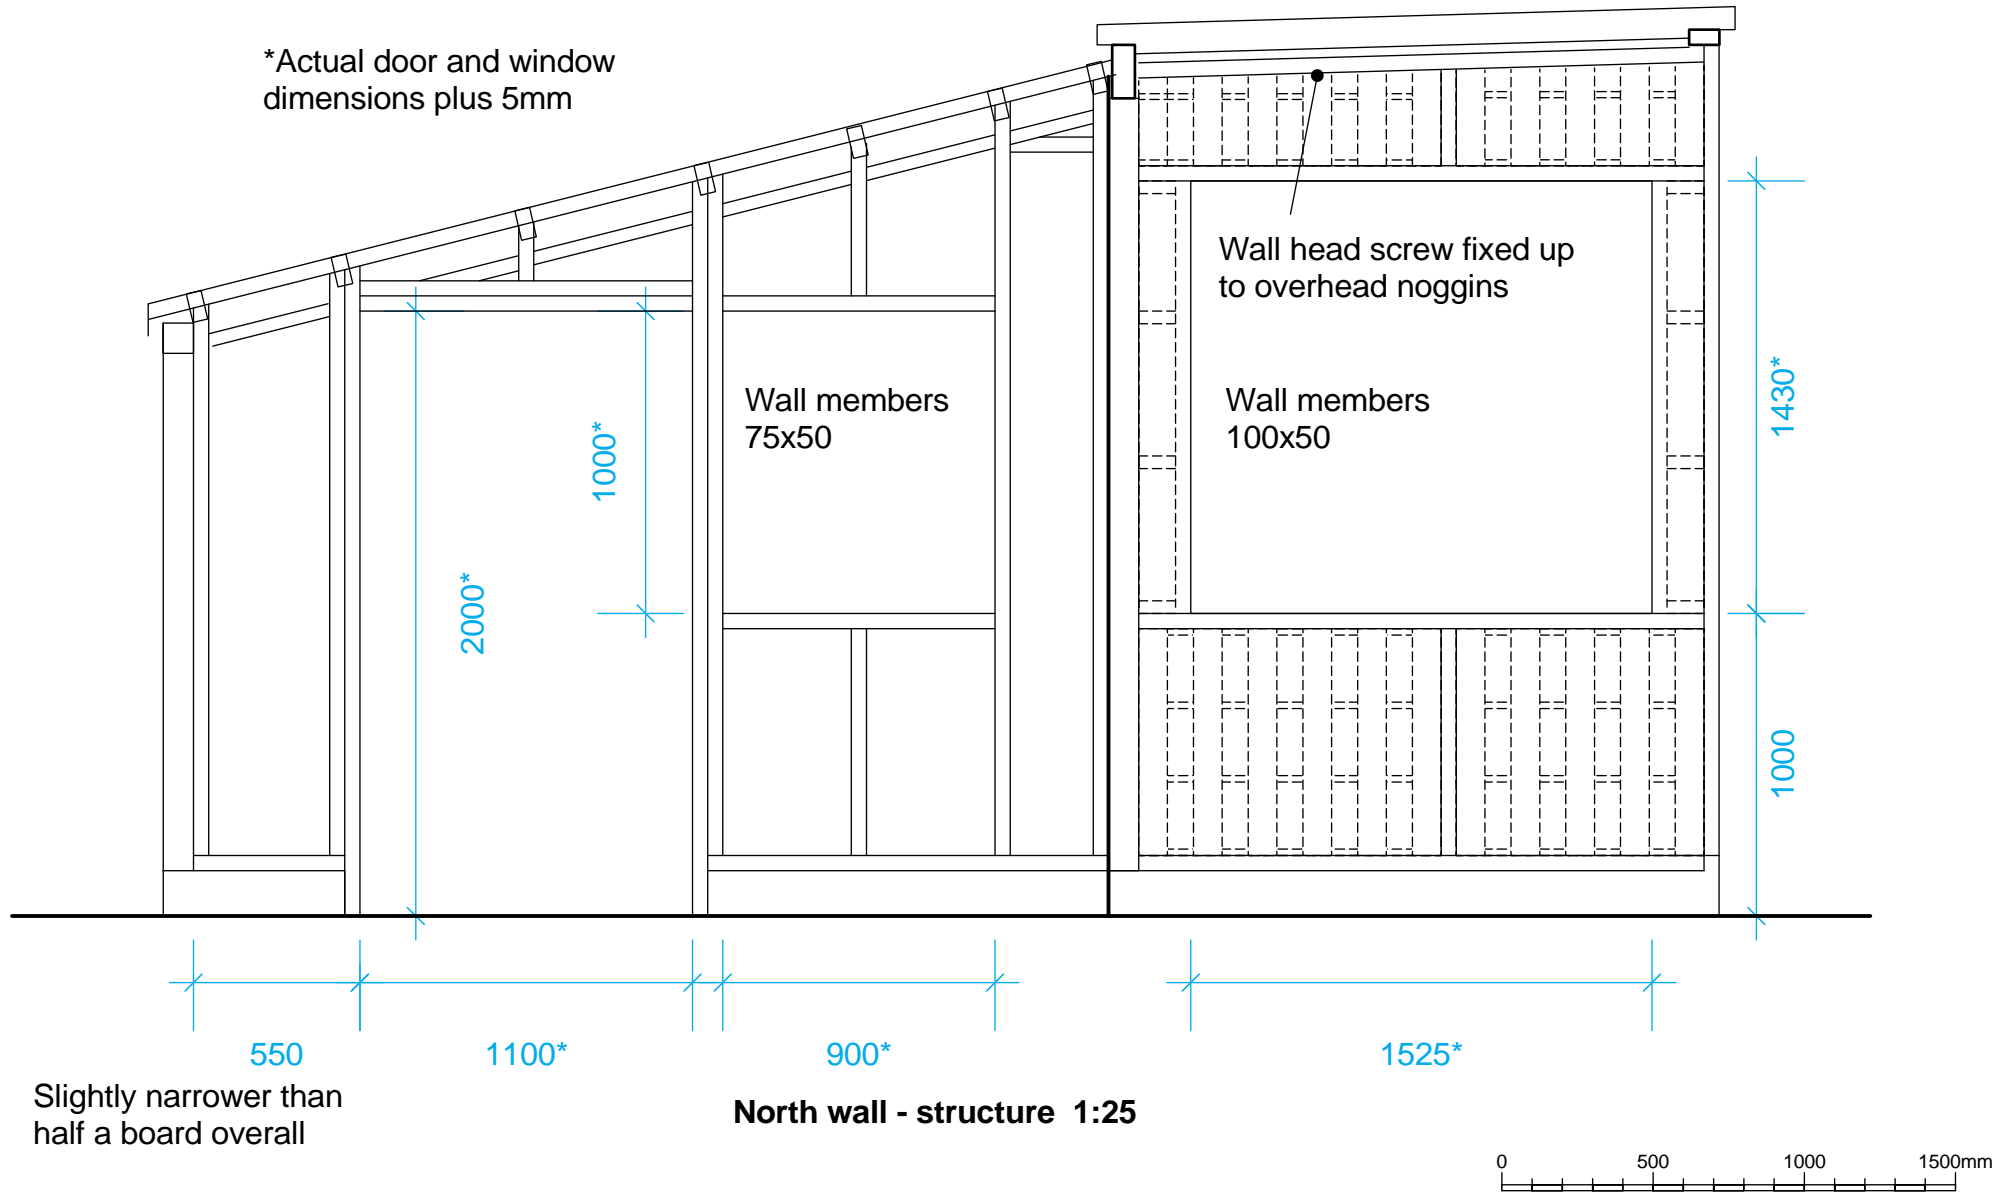 *Actual door and window
dimensions plus 5mm
Wall head screw fixed up
to overhead noggins
Wall members
75x50
Wall members
100x50
1000*
2000*
1430*
1000
550
1100*
900*
1525*
Slightly narrower than
half a board overall
North wall - structure 1:25
0 500 1000 1500mm